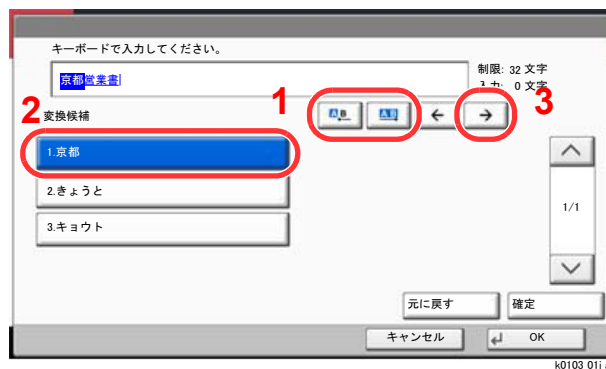 キーボードで入力してください。
京都営業書
制限: 32 文字
入力: 0 文字
1
3
2
変換候補
1.京都
2.きょうと
1/1
3.キョウト
元に戻す
確定
キャンセル
OK
k0103_01j